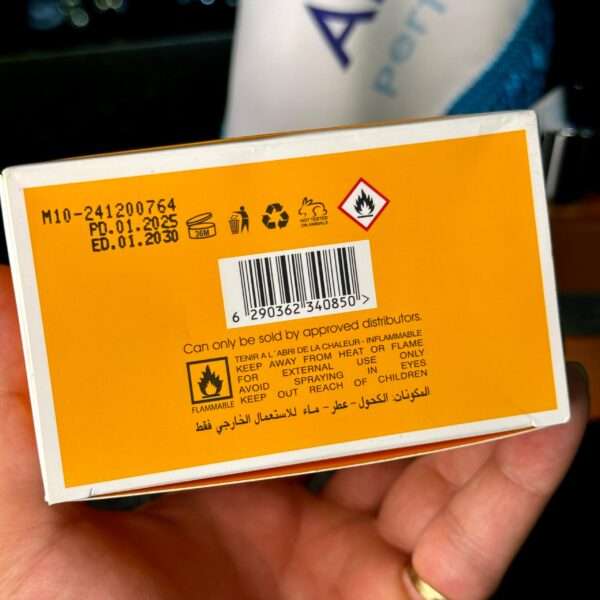 M10-241200764
PD.01.2025
ED.01.2030
36M
NOT TESTED
ON ANIMALS
6 290362 340850 >
Can only be sold by approved distributors.
TENIR A L'ABRI DE LA CHALEUR - INFLAMMABLE
KEEP AWAY FROM HEAT OR FLAME
FOR EXTERNAL USE ONLY
AVOID SPRAYING IN EYES
KEEP OUT REACH OF CHILDREN
FLAMMABLE
المكونات: الكحول - عطر - ماء للاستعمال الخارجي فقط